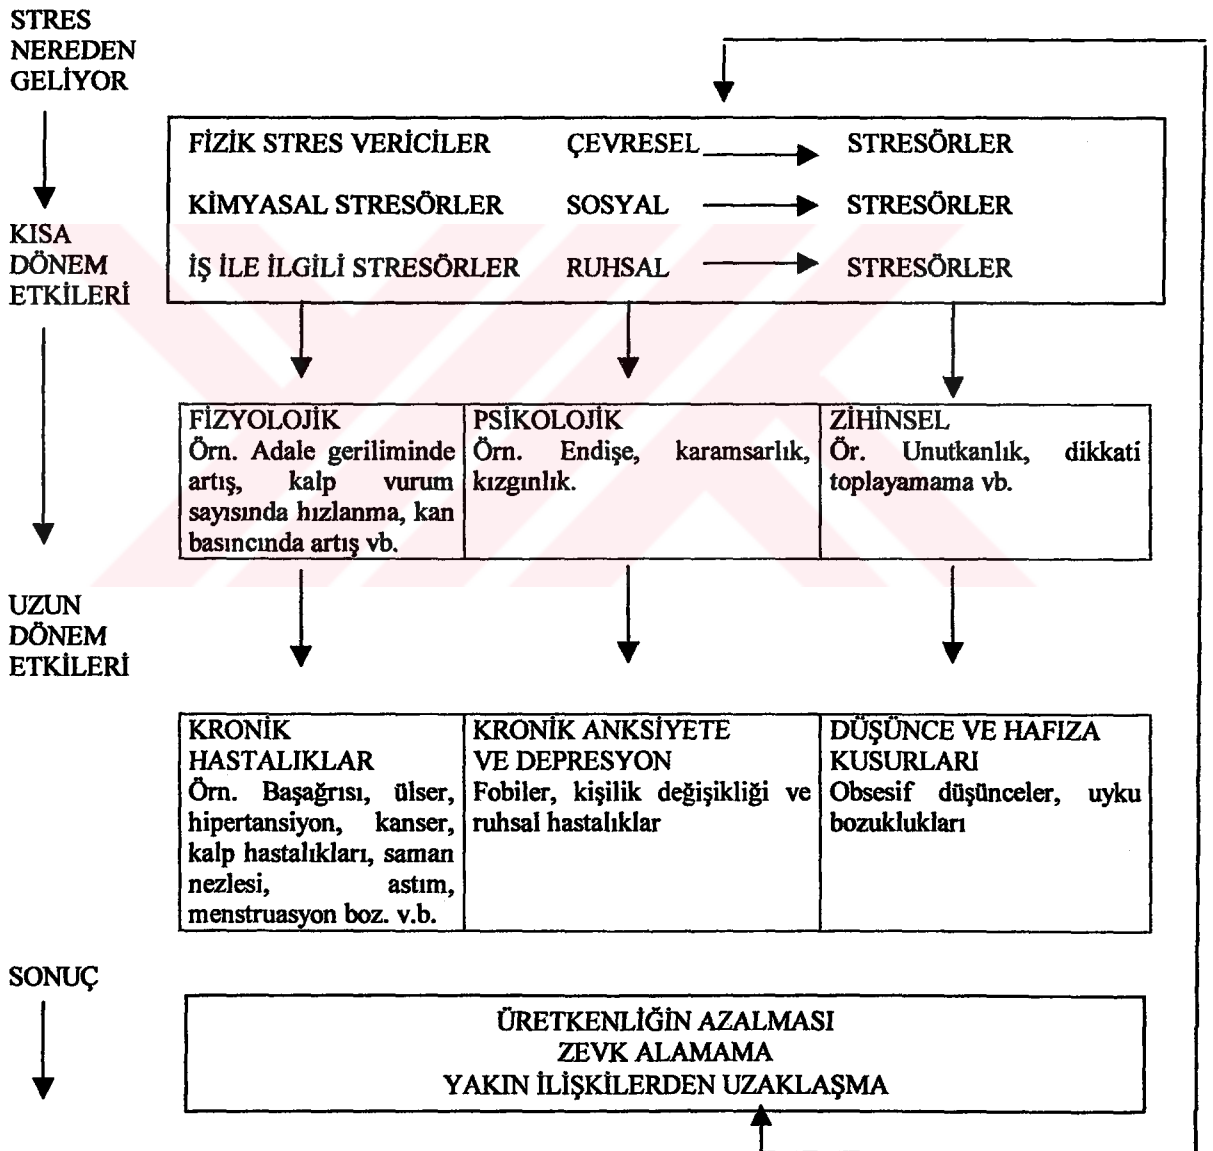 STRES
NEREDEN
GELİYOR
FİZİK STRES VERİCİLER ÇEVRESEL STRESÖRLER
KİMYASAL STRESÖRLER SOSYAL STRESÖRLER
İŞ İLE İLGİLİ STRESÖRLER RUHSAL STRESÖRLER
KISA
DÖNEM
ETKİLERİ
FİZYOLOJİK
Örn. Adale geriliminde
artış, kalp vurum
sayısında hızlanma, kan
basıncında artış vb.
PSİKOLOJİK
Örn. Endişe, karamsarlık,
kızgınlık.
ZİHİNSEL
Ör. Unutkanlık, dikkati
toplayamama vb.
UZUN
DÖNEM
ETKİLERİ
KRONİK
HASTALIKLAR
Örn. Başağrısı, ülser,
hipertansiyon, kanser,
kalp hastalıkları, saman
nezlesi, astım,
menstruasyon boz. v.b.
KRONİK ANKSİYETE
VE DEPRESYON
Fobiler, kişilik değişikliği ve
ruhsal hastalıklar
DÜŞÜNCE VE HAFIZA
KUSURLARI
Obsesif düşünceler, uyku
bozuklukları
SONUÇ
ÜRETKENLİĞİN AZALMASI
ZEVK ALAMAMA
YAKIN İLİŞKİLERDEN UZAKLAŞMA